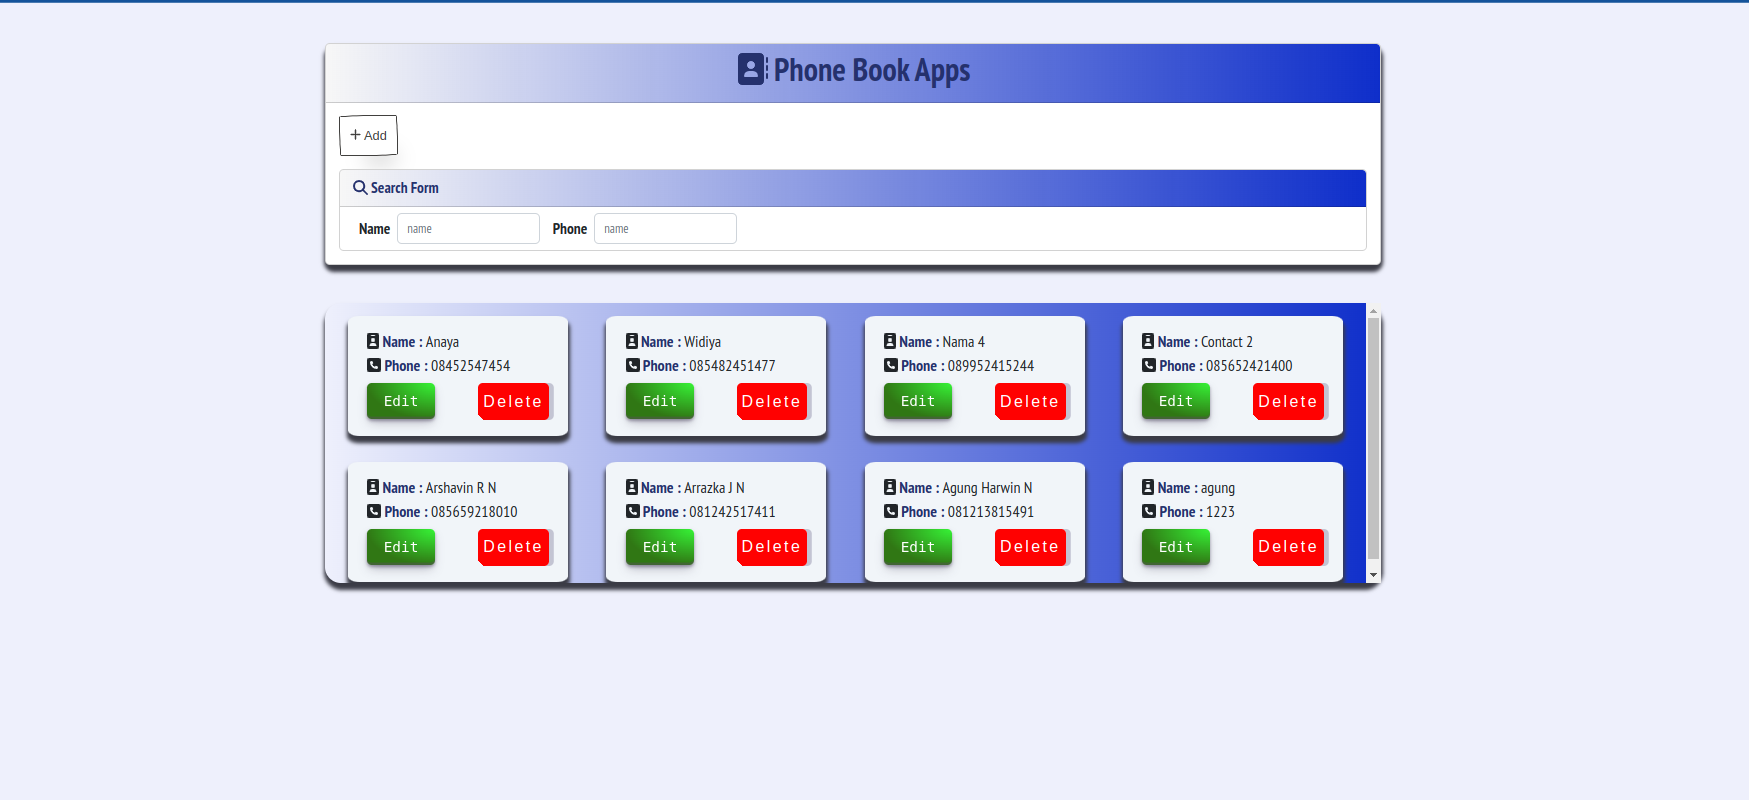 Phone Book Apps
+ Add
Search Form
Name name Phone name
Name : Anaya
Phone : 08452547454
Edit Delete
Name : Widiya
Phone : 085482451477
Edit Delete
Name : Nama 4
Phone : 089952415244
Edit Delete
Name : Contact 2
Phone : 085652421400
Edit Delete
Name : Arshavin R N
Phone : 085659218010
Edit Delete
Name : Arrazka J N
Phone : 081242517411
Edit Delete
Name : Agung Harwin N
Phone : 081213815491
Edit Delete
Name : agung
Phone : 1223
Edit Delete